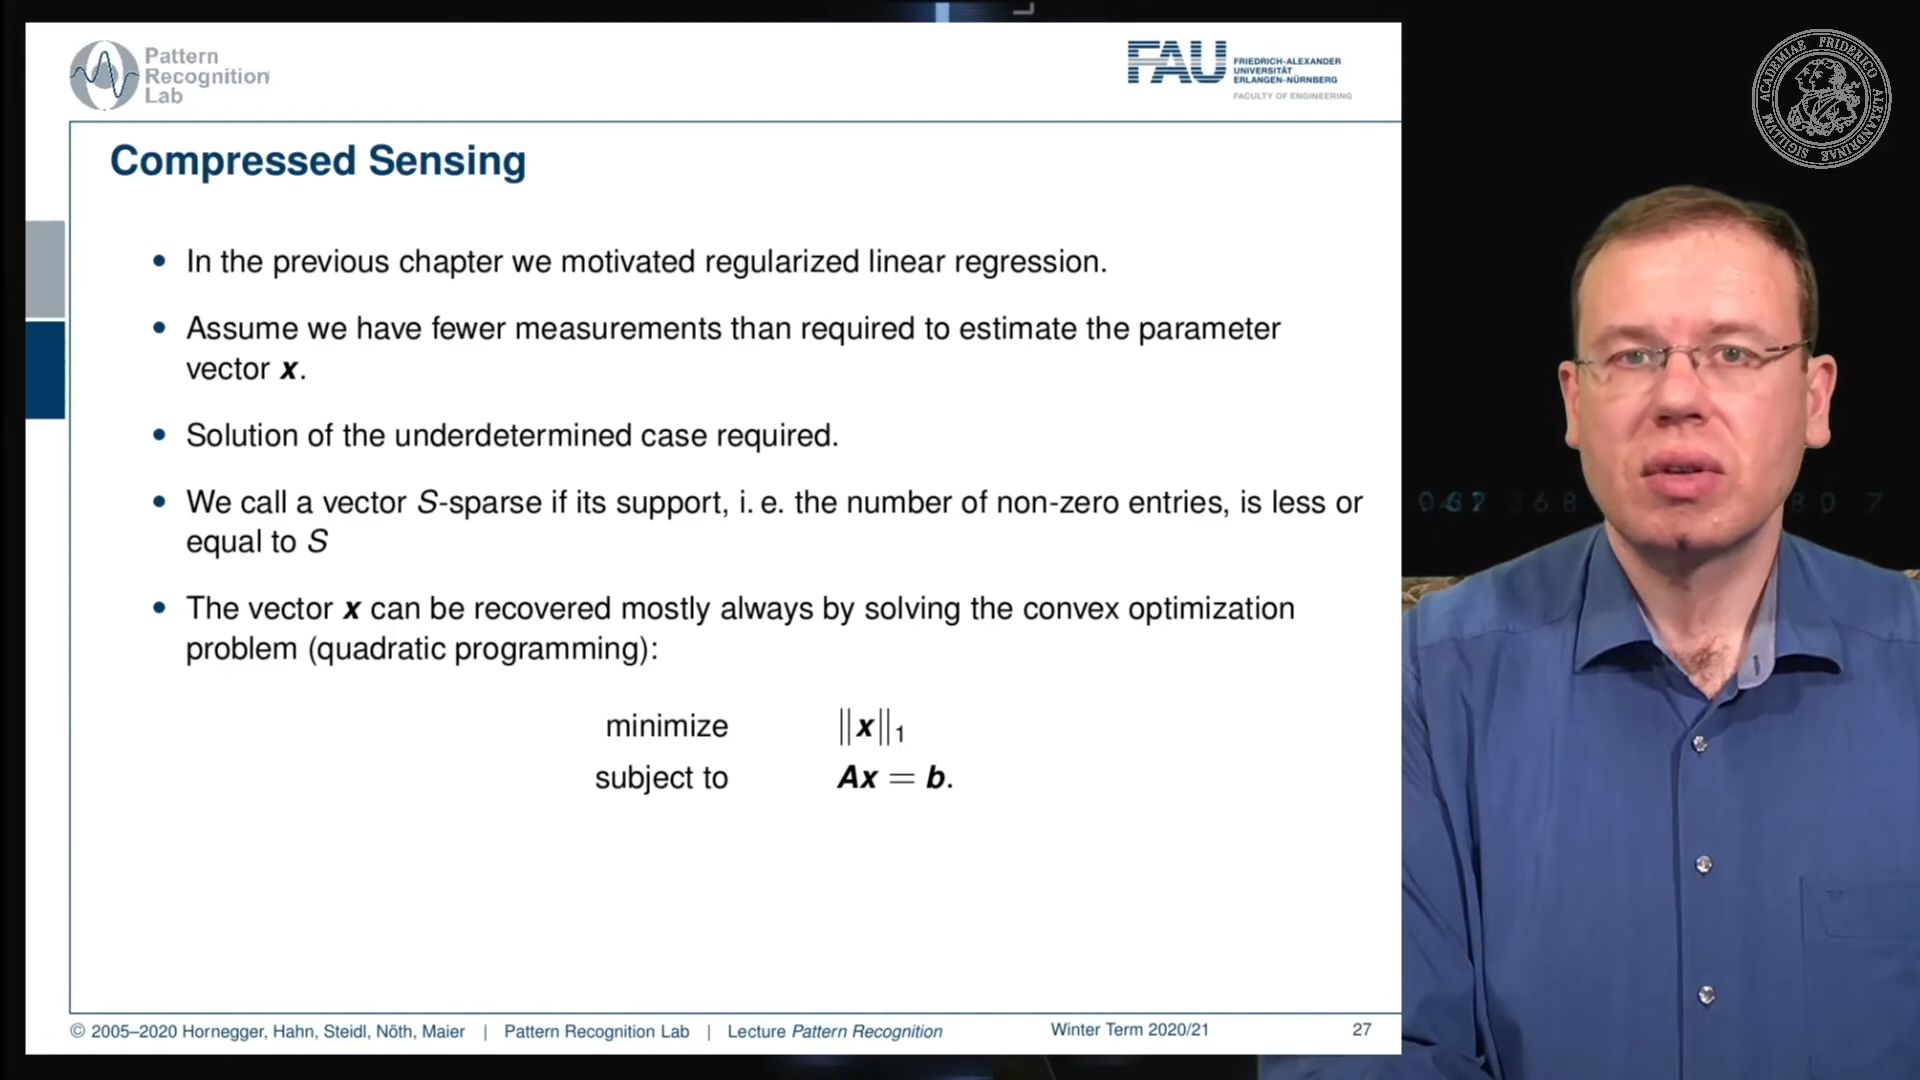 Pattern
Recognition
Lab
FAU
FRIEDRICH-ALEXANDER
UNIVERSITÄT
ERLANGEN-NÜRNBERG
FACULTY OF ENGINEERING
ACADEMIAE FRIDERICO ALEXANDRINAE SIGILLVM
Compressed Sensing
• In the previous chapter we motivated regularized linear regression.
• Assume we have fewer measurements than required to estimate the parameter
vector x.
• Solution of the underdetermined case required.
• We call a vector S-sparse if its support, i. e. the number of non-zero entries, is less or
equal to S
• The vector x can be recovered mostly always by solving the convex optimization
problem (quadratic programming):
minimize ||x||₁
subject to Ax = b.
© 2005–2020 Hornegger, Hahn, Steidl, Nöth, Maier | Pattern Recognition Lab | Lecture Pattern Recognition Winter Term 2020/21 27